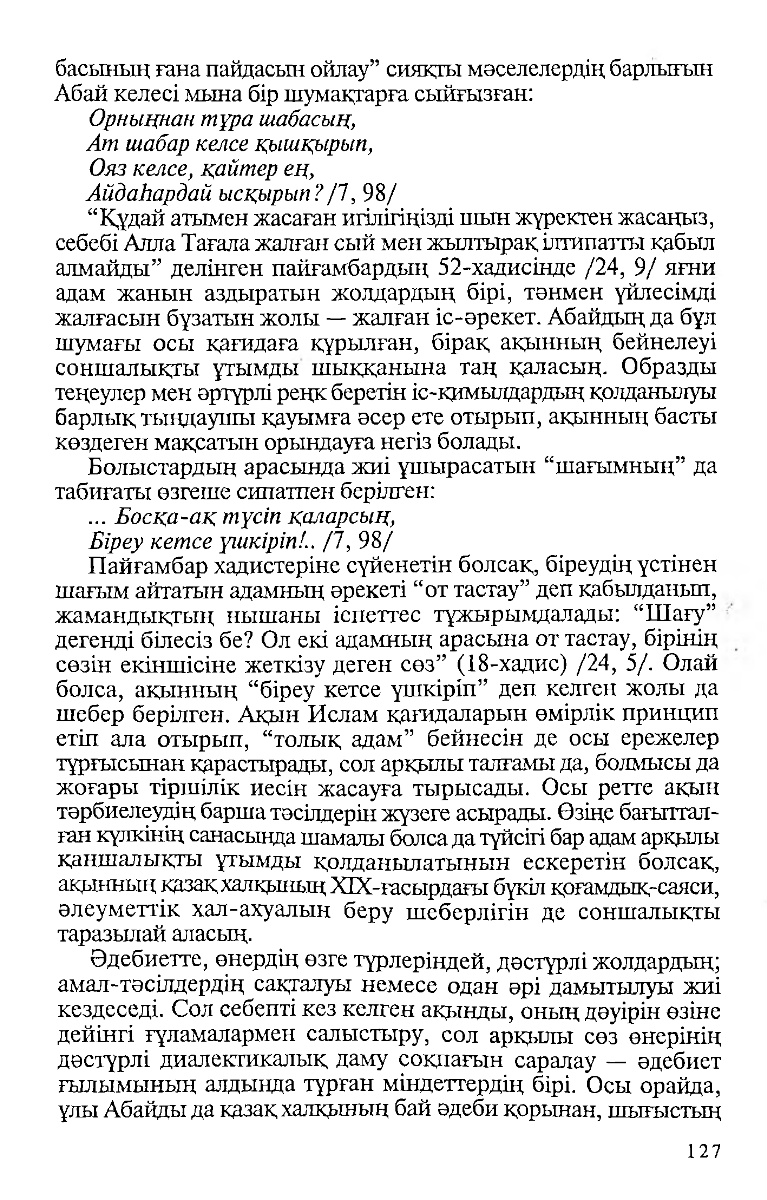 басының ғана пайдасын ойлау” сияқты мәселелердің барлығын
Абай келесі мына бір шумақтарға сыйғызған:
Орныңнан тұра шабасың,
Ат шабар келсе қышқырып,
Ояз келсе, қайтер ең,
Айдаһардай ысқырып? /1, 98/
“Құдай атымен жасаған игілігіңізді шын жүректен жасаңыз,
себебі Алла Тағала жалған сый мен жылтырақ ілтипатты қабыл
алмайды” делінген пайғамбардың 52-хадисінде /24, 9/ яғни
адам жанын аздыратын жолдардың бірі, тәнмен үйлесімді
жалғасын бұзатын жолы — жалған іс-әрекет. Абайдың да бұл
шумағы осы қағидаға құрылған, бірақ ақынның бейнелеуі
соншалықты ұтымды шыққанына таң қаласың. Образды
теңеулер мен әртүрлі реңк беретін іс-қимылдардың қолданылуы
барлық тыңдаушы қауымға әсер ете отырып, ақынның басты
көздеген мақсатын орындауға негіз болады.
Болыстардың арасында жиі ұшырасатын “шағымның” да
табиғаты өзгеше сипатпен берілген:
... Босқа-ақ түсіп қаларсың,
Біреу кетсе үшкіріп!.. /1, 98/
Пайғамбар хадистеріне сүйенетін болсақ, біреудің үстінен
шағым айтатын адамның әрекеті “от тастау” деп қабылданып,
жамандықтың нышаны іспеттес тұжырымдалады: “Шағу”
дегенді білесіз бе? Ол екі адамның арасына от тастау, бірінің
сөзін екіншісіне жеткізу деген сөз” (18-хадис) /24, 5/. Олай
болса, ақынның “біреу кетсе үшкіріп” деп келген жолы да
шебер берілген. Ақын Ислам қағидаларын өмірлік принцип
етіп ала отырып, “толық адам” бейнесін де осы ережелер
тұрғысынан қарастырады, сол арқылы талғамы да, болмысы да
жоғары тіршілік иесін жасауға тырысады. Осы ретте ақын
тәрбиелеудің барша тәсілдерін жүзеге асырады. Өзіңе бағыттал-
ған күлкінің санасында шамалы болса да түйсігі бар адам арқылы
қаншалықты ұтымды қолданылатынын ескеретін болсақ,
ақынның қазақ халқының XIX-ғасырдағы бүкіл қоғамдық-саяси,
әлеуметтік хал-ахуалын беру шеберлігін де соншалықты
таразылай аласың.
Әдебиетте, өнердің өзге түрлеріндей, дәстүрлі жолдардың;
амал-тәсілдердің сақталуы немесе одан әрі дамытылуы жиі
кездеседі. Сол себепті кез келген ақынды, оның дәуірін өзіне
дейінгі ғұламалармен салыстыру, сол арқылы сөз өнерінің
дәстүрлі диалектикалық даму соқпағын саралау — әдебиет
ғылымының алдында тұрған міндеттердің бірі. Осы орайда,
ұлы Абайды да қазақ халқының бай әдеби қорынан, шығыстың
127